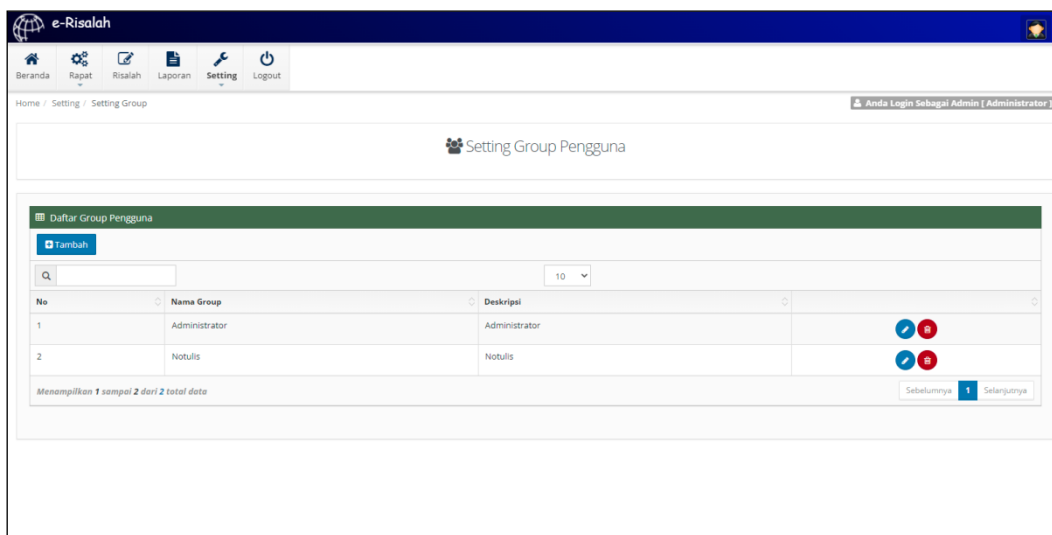 e-Risalah
Beranda Rapat Risalah Laporan Setting Logout
Home / Setting / Setting Group
Anda Login Sebagai Admin [ Administrator ]
Setting Group Pengguna
Daftar Group Pengguna
Tambah
10
No Nama Group Deskripsi
1 Administrator Administrator
2 Notulis Notulis
Menampilkan 1 sampai 2 dari 2 total data
Sebelumnya 1 Selanjutnya